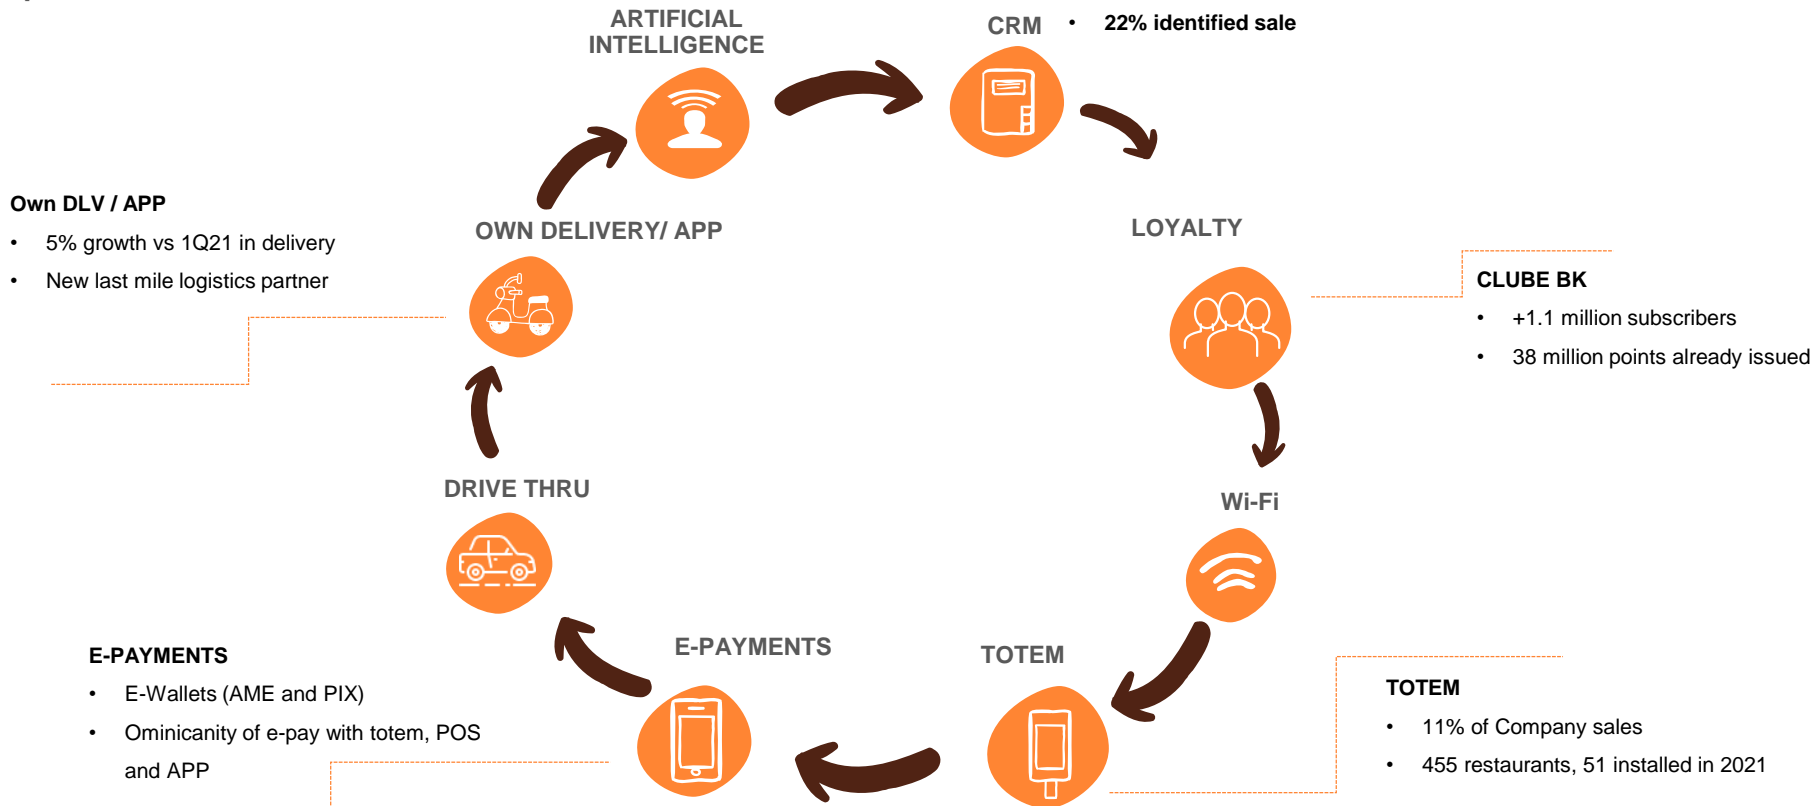 ARTIFICIAL
INTELLIGENCE
CRM
• 22% identified sale
Own DLV / APP
• 5% growth vs 1Q21 in delivery
• New last mile logistics partner
OWN DELIVERY/ APP
LOYALTY
CLUBE BK
• +1.1 million subscribers
• 38 million points already issued
DRIVE THRU
Wi-Fi
E-PAYMENTS
• E-Wallets (AME and PIX)
• Ominicanity of e-pay with totem, POS
and APP
E-PAYMENTS
TOTEM
TOTEM
• 11% of Company sales
• 455 restaurants, 51 installed in 2021